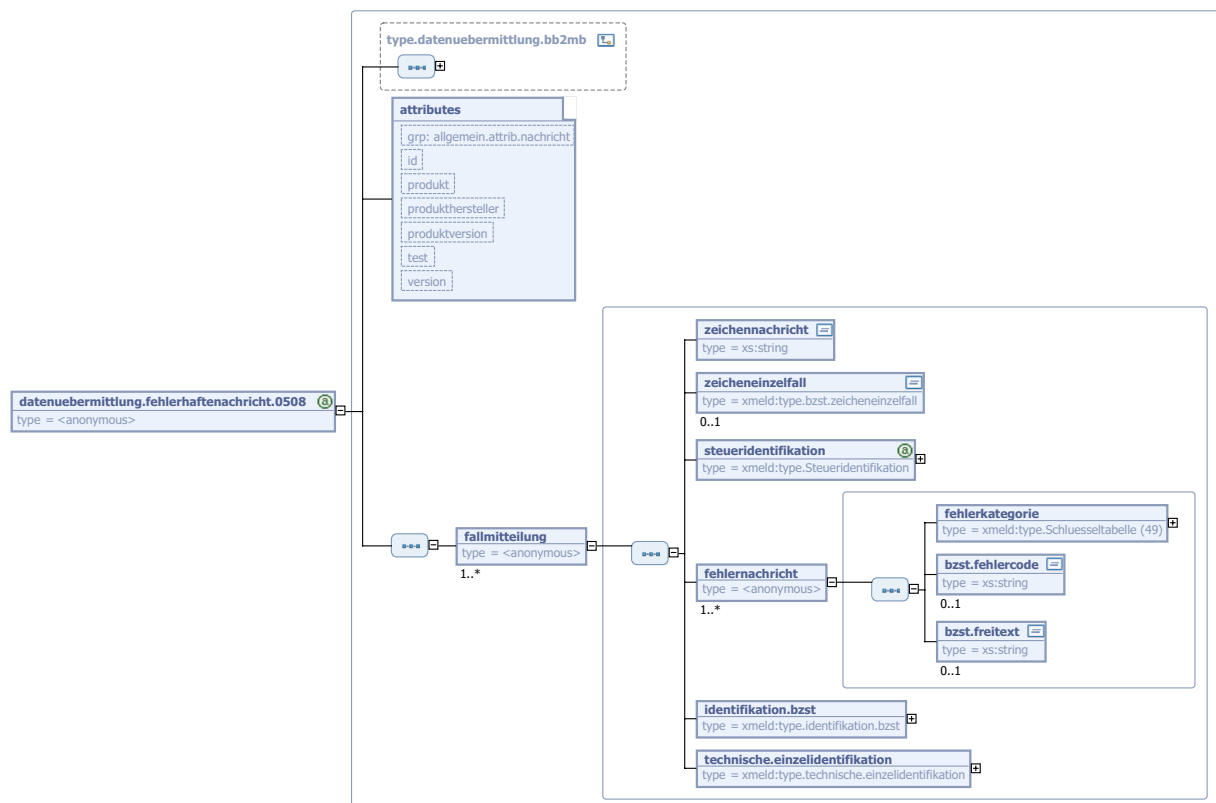 type.datenuebermittlung.bb2mb
attributes
grp: allgemein.attrib.nachricht
id
produkt
produkthersteller
produktversion
test
version
datenuebermittlung.fehlerhaftenachricht.0508
type = <anonymous>
fallmitteilung
type = <anonymous>
1..*
zeichennachricht
type = xs:string
zeicheneinzelfall
type = xmeld:type.bzst.zeicheneinzelfall
0..1
steueridentifikation
type = xmeld:type.Steueridentifikation
fehlernachricht
type = <anonymous>
1..*
fehlerkategorie
type = xmeld:type.Schluesseltabelle (49)
bzst.fehlercode
type = xs:string
0..1
bzst.freitext
type = xs:string
0..1
identifikation.bzst
type = xmeld:type.identifikation.bzst
technische.einzelidentifikation
type = xmeld:type.technische.einzelidentifikation